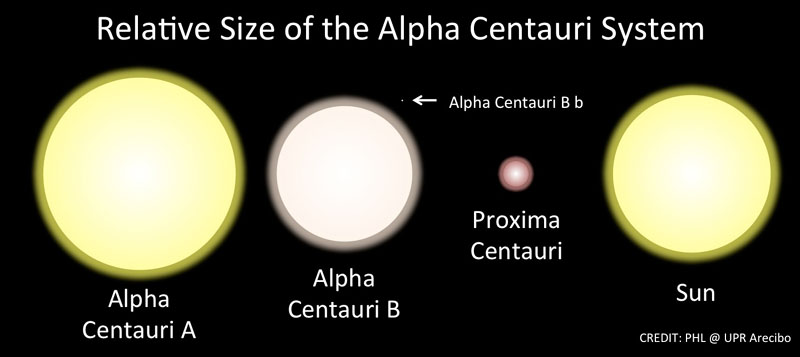 Relative Size of the Alpha Centauri System
Alpha Centauri B b
Alpha
Centauri A
Alpha
Centauri B
Proxima
Centauri
Sun
CREDIT: PHL @ UPR Arecibo